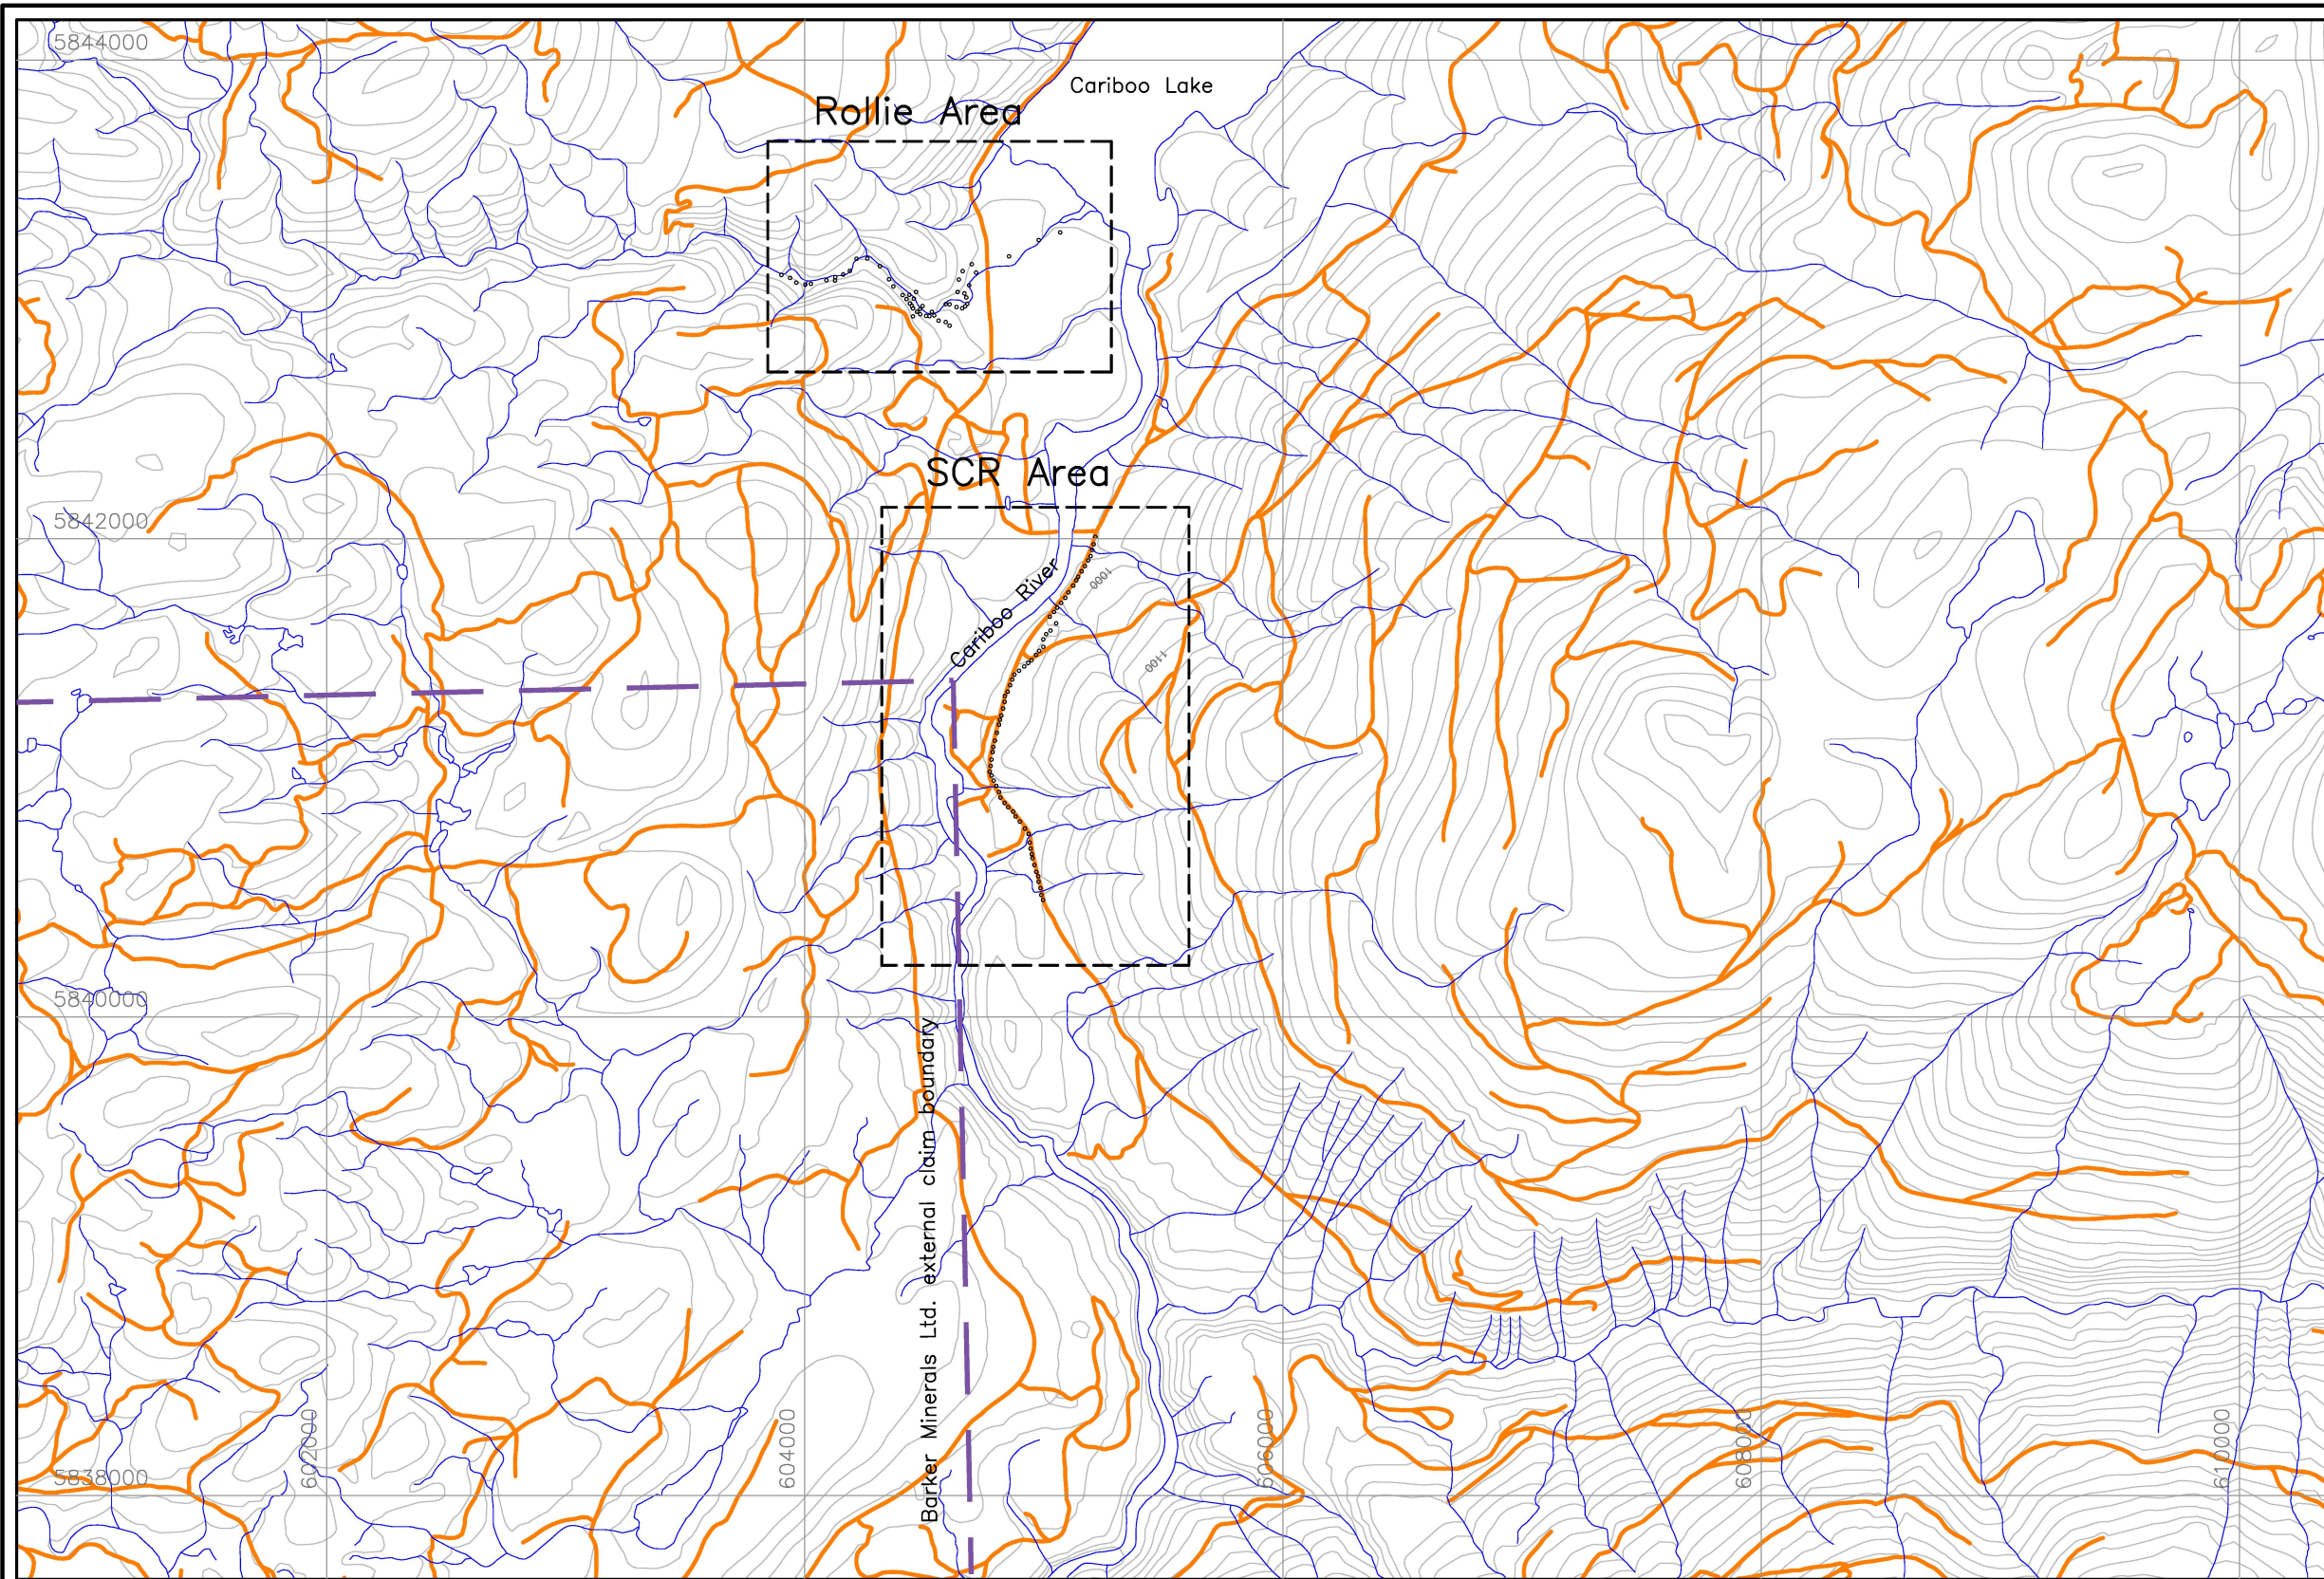 5844000
Cariboo Lake
Rollie Area
SCR Area
5842000
1000
Cariboo River
1100
5840000
Barker Minerals Ltd. external claim boundary
602000
604000
606000
608000
610000
5838000